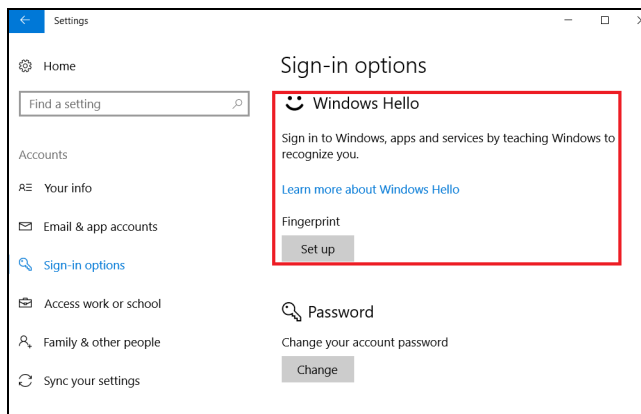 Settings
Home
Find a setting
Accounts
Your info
Email & app accounts
Sign-in options
Access work or school
Family & other people
Sync your settings
Sign-in options
Windows Hello
Sign in to Windows, apps and services by teaching Windows to
recognize you.
Learn more about Windows Hello
Fingerprint
Set up
Password
Change your account password
Change